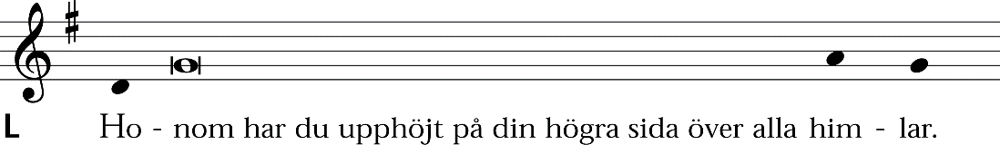 L Ho - nom har du upphöjt på din högra sida över alla him - lar.